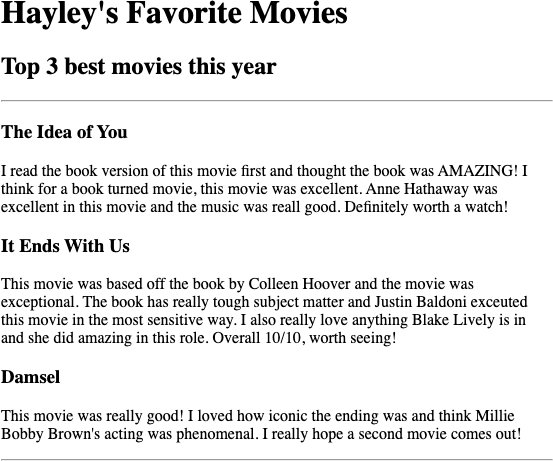 Hayley's Favorite Movies
Top 3 best movies this year
The Idea of You
I read the book version of this movie first and thought the book was AMAZING! I
think for a book turned movie, this movie was excellent. Anne Hathaway was
excellent in this movie and the music was reall good. Definitely worth a watch!
It Ends With Us
This movie was based off the book by Colleen Hoover and the movie was
exceptional. The book has really tough subject matter and Justin Baldoni exceuted
this movie in the most sensitive way. I also really love anything Blake Lively is in
and she did amazing in this role. Overall 10/10, worth seeing!
Damsel
This movie was really good! I loved how iconic the ending was and think Millie
Bobby Brown's acting was phenomenal. I really hope a second movie comes out!